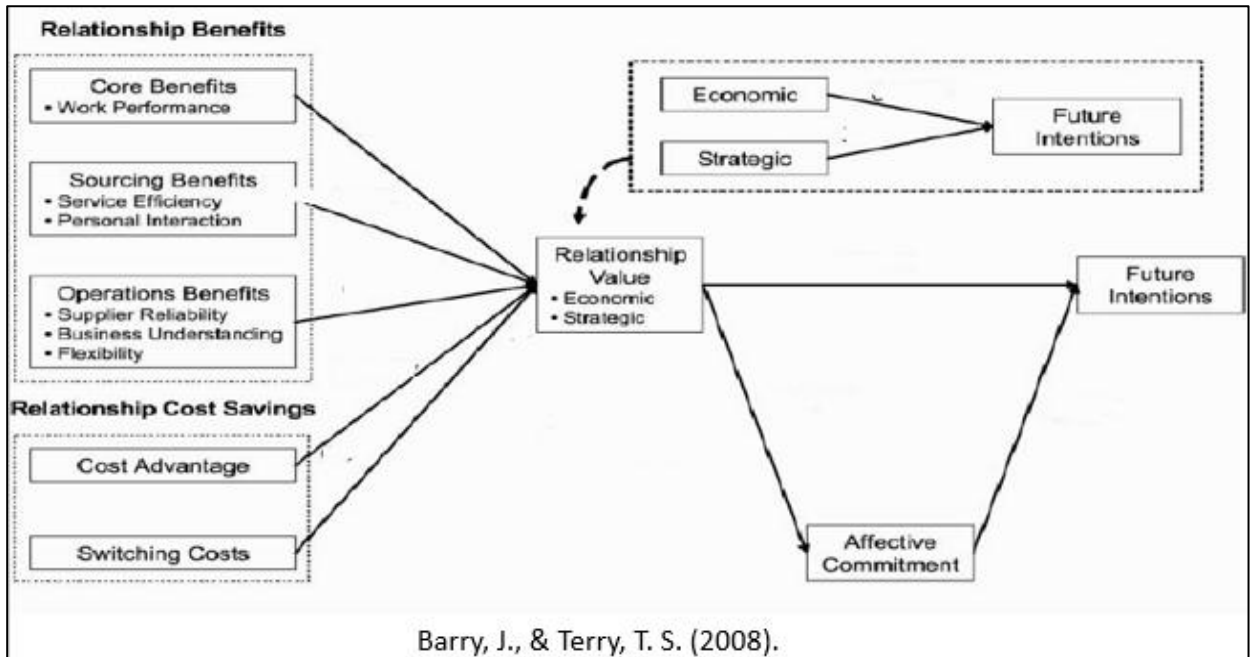 Relationship Benefits
Core Benefits
• Work Performance
Sourcing Benefits
• Service Efficiency
• Personal Interaction
Operations Benefits
• Supplier Reliability
• Business Understanding
• Flexibility
Relationship Cost Savings
Cost Advantage
Switching Costs
Economic
Strategic
Future
Intentions
Relationship
Value
• Economic
• Strategic
Future
Intentions
Affective
Commitment
Barry, J., & Terry, T. S. (2008).